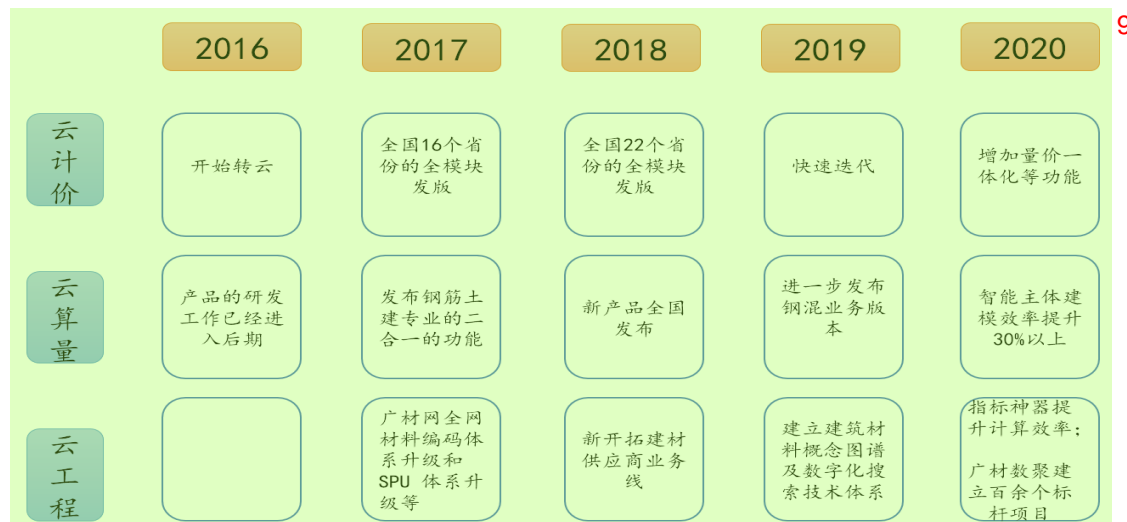 2016
2017
2018
2019
2020
云
计
价
开始转云
全国16个省
份的全模块
发版
全国22个省
份的全模块
发版
快速迭代
增加量价一
体化等功能
云
算
量
产品的研发
工作已经进
入后期
发布钢筋土
建专业的二
合一的功能
新产品全国
发布
进一步发布
钢混业务版
本
智能主体建
模效率提升
30%以上
云
工
程
广材网全网
材料编码体
系升级和
SPU 体系升
级等
新开拓建材
供应商业务
线
建立建筑材
料概念图谱
及数字化搜
索技术体系
指标神器提
升计算效率;
广材数聚建
立百余个标
杆项目